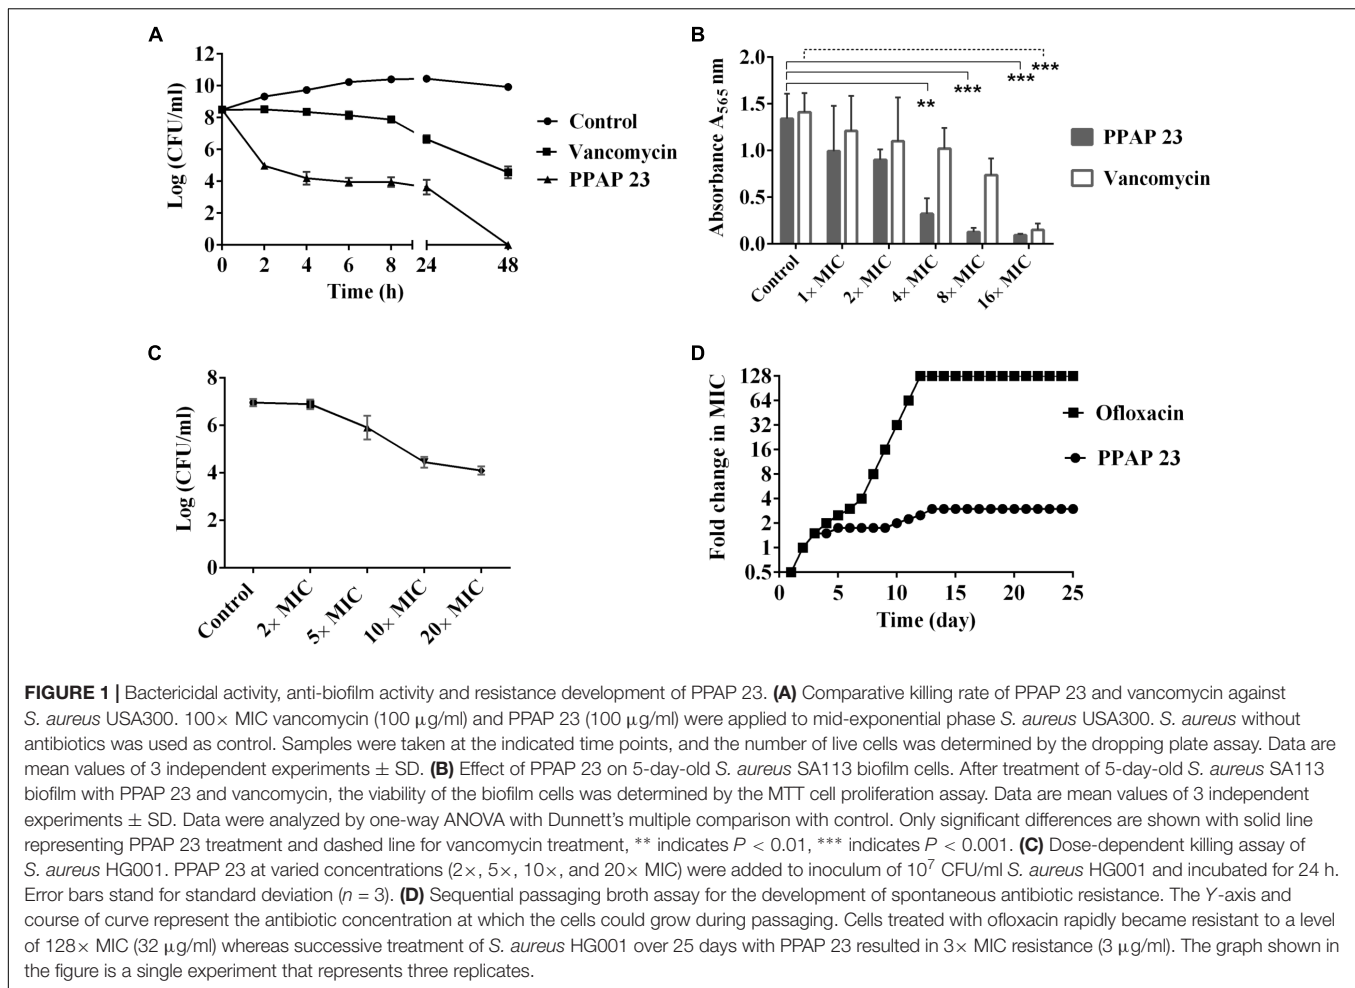 A
12
10
8
6
4
2
0
Log (CFU/ml)
0 2 4 6 8 24 48
Time (h)
Control
Vancomycin
PPAP 23
B
2.0
1.5
1.0
0.5
0.0
Absorbance A565 nm
** *** *** ***
Control 1× MIC 2× MIC 4× MIC 8× MIC 16× MIC
PPAP 23
Vancomycin
C
8
6
4
2
0
Log (CFU/ml)
Control 2× MIC 5× MIC 10× MIC 20× MIC
D
128
64
32
16
8
4
2
1
0.5
Fold change in MIC
0 5 10 15 20 25
Time (day)
Ofloxacin
PPAP 23
FIGURE 1 | Bactericidal activity, anti-biofilm activity and resistance development of PPAP 23. (A) Comparative killing rate of PPAP 23 and vancomycin against
S. aureus USA300. 100× MIC vancomycin (100 μg/ml) and PPAP 23 (100 μg/ml) were applied to mid-exponential phase S. aureus USA300. S. aureus without
antibiotics was used as control. Samples were taken at the indicated time points, and the number of live cells was determined by the dropping plate assay. Data are
mean values of 3 independent experiments ± SD. (B) Effect of PPAP 23 on 5-day-old S. aureus SA113 biofilm cells. After treatment of 5-day-old S. aureus SA113
biofilm with PPAP 23 and vancomycin, the viability of the biofilm cells was determined by the MTT cell proliferation assay. Data are mean values of 3 independent
experiments ± SD. Data were analyzed by one-way ANOVA with Dunnett's multiple comparison with control. Only significant differences are shown with solid line
representing PPAP 23 treatment and dashed line for vancomycin treatment, ** indicates P < 0.01, *** indicates P < 0.001. (C) Dose-dependent killing assay of
S. aureus HG001. PPAP 23 at varied concentrations (2×, 5×, 10×, and 20× MIC) were added to inoculum of 10⁷ CFU/ml S. aureus HG001 and incubated for 24 h.
Error bars stand for standard deviation (n = 3). (D) Sequential passaging broth assay for the development of spontaneous antibiotic resistance. The Y-axis and
course of curve represent the antibiotic concentration at which the cells could grow during passaging. Cells treated with ofloxacin rapidly became resistant to a level
of 128× MIC (32 μg/ml) whereas successive treatment of S. aureus HG001 over 25 days with PPAP 23 resulted in 3× MIC resistance (3 μg/ml). The graph shown in
the figure is a single experiment that represents three replicates.